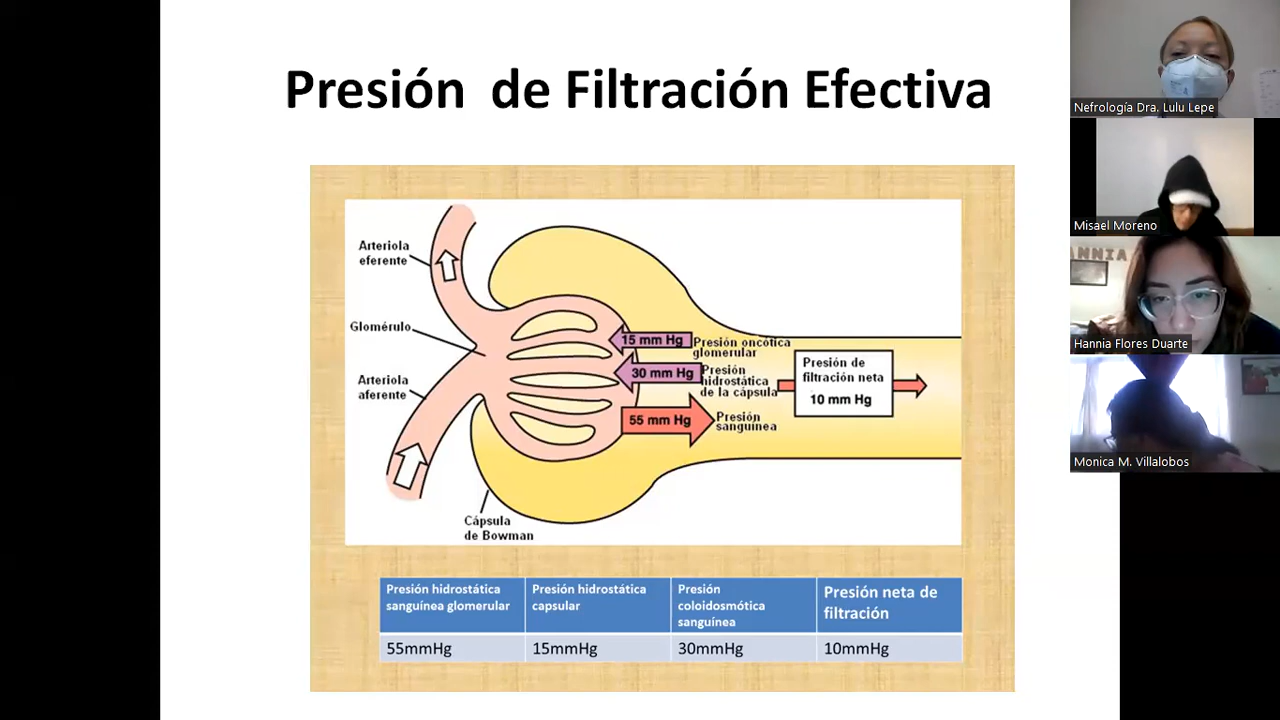 Presión de Filtración Efectiva
Arteriola
eferente
Glomérulo
Arteriola
aferente
Cápsula
de Bowman
15 mm Hg
Presión oncótica
glomerular
30 mm Hg
Presión
hidrostática
de la cápsula
55 mm Hg
Presión
sanguínea
Presión de
filtración neta
10 mm Hg
Presión hidrostática
sanguínea glomerular
Presión hidrostática
capsular
Presión
coloidosmótica
sanguínea
Presión neta de
filtración
55mmHg
15mmHg
30mmHg
10mmHg
Nefrología Dra. Lulu Lepe
Misael Moreno
ANNIA
Hannia Flores Duarte
Monica M. Villalobos